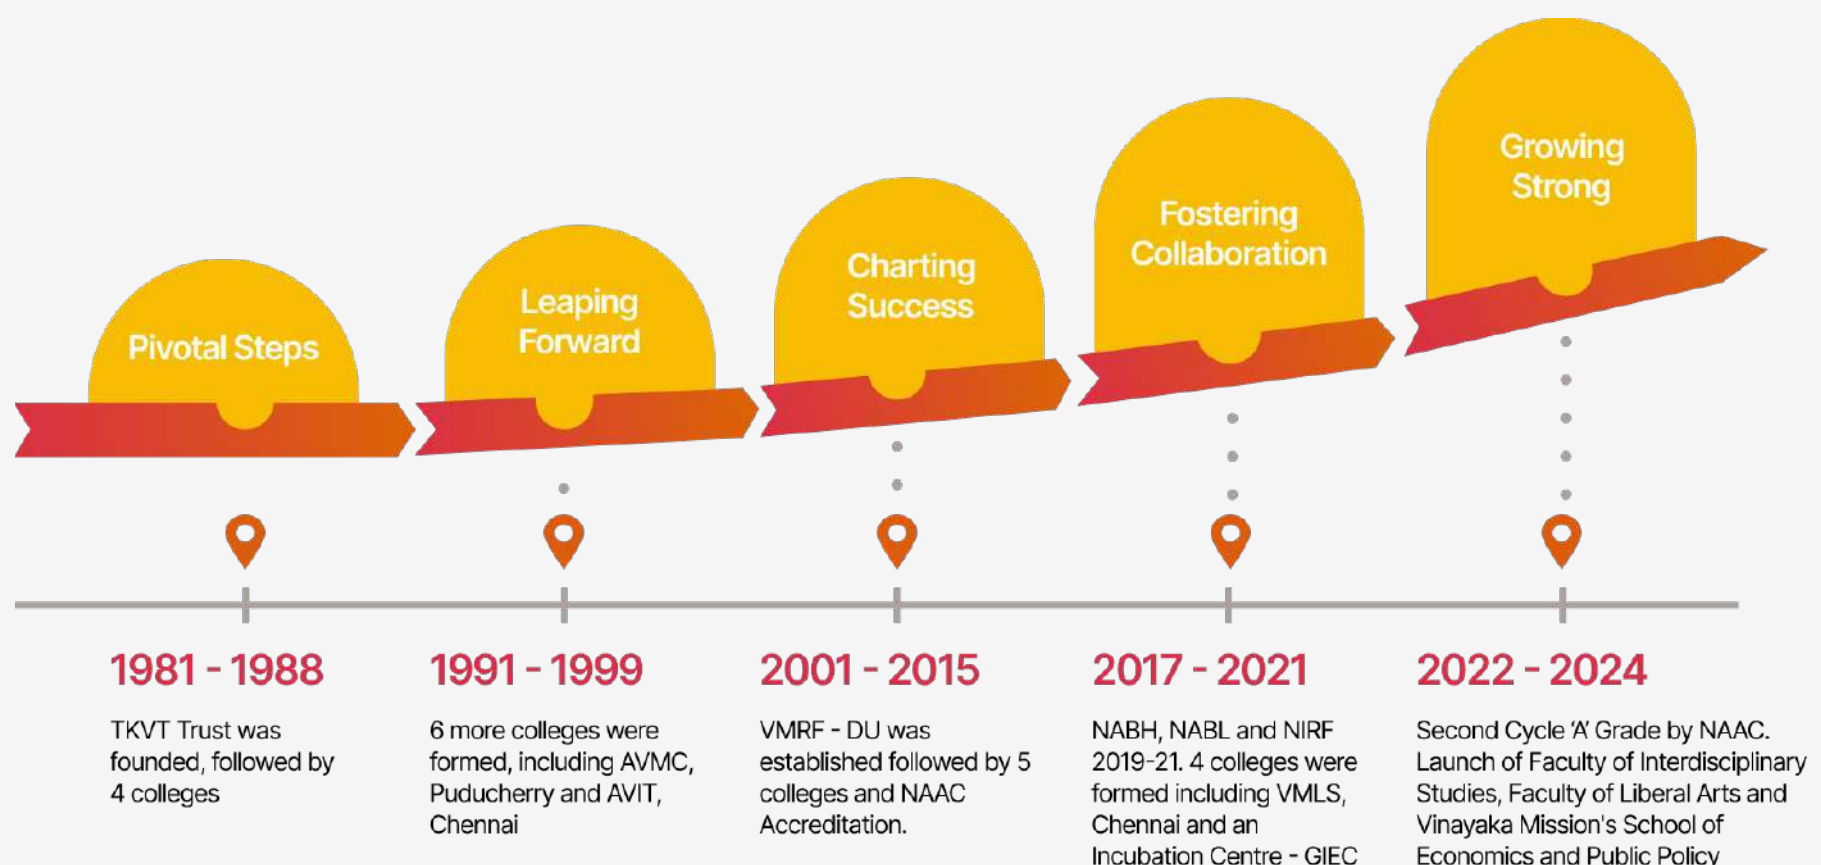 Pivotal Steps
Leaping
Forward
Charting
Success
Fostering
Collaboration
Growing
Strong
1981 - 1988
TKVT Trust was
founded, followed by
4 colleges
1991 - 1999
6 more colleges were
formed, including AVMC,
Puducherry and AVIT,
Chennai
2001 - 2015
VMRF - DU was
established followed by 5
colleges and NAAC
Accreditation.
2017 - 2021
NABH, NABL and NIRF
2019-21. 4 colleges were
formed including VMLS,
Chennai and an
Incubation Centre - GIEC
2022 - 2024
Second Cycle ‘A’ Grade by NAAC.
Launch of Faculty of Interdisciplinary
Studies, Faculty of Liberal Arts and
Vinayaka Mission's School of
Economics and Public Policy